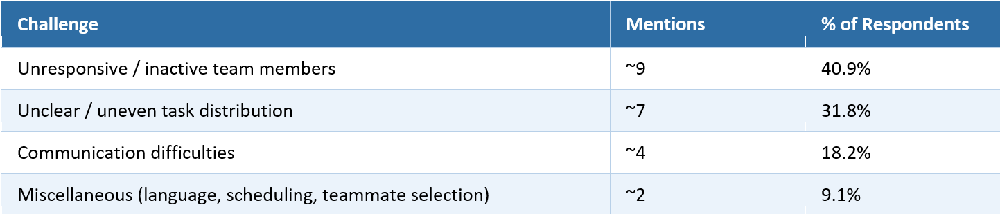 Challenge Mentions % of Respondents
Unresponsive / inactive team members ~9 40.9%
Unclear / uneven task distribution ~7 31.8%
Communication difficulties ~4 18.2%
Miscellaneous (language, scheduling, teammate selection) ~2 9.1%